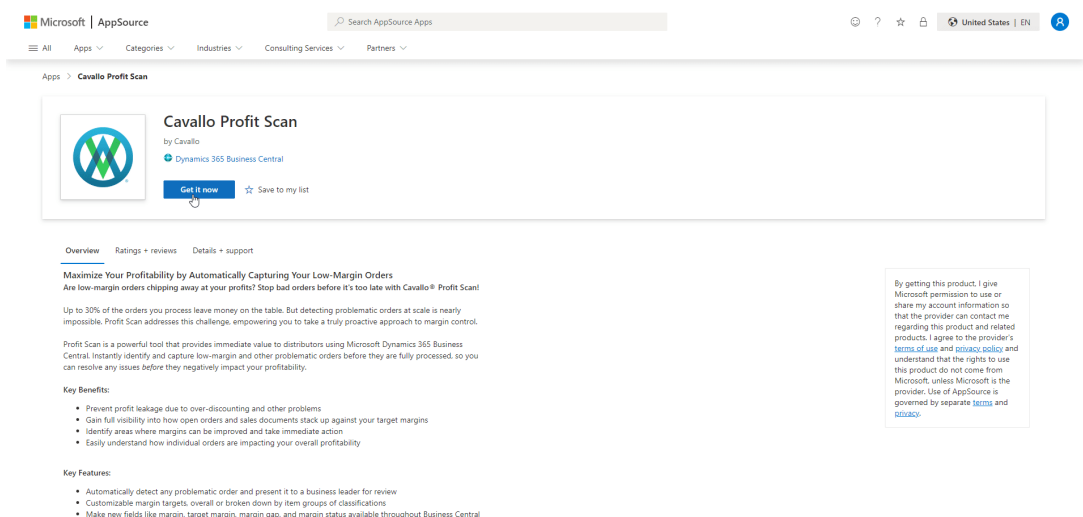 Microsoft | AppSource
Search AppSource Apps
? United States | EN
R
All Apps Categories Industries Consulting Services Partners
Apps > Cavallo Profit Scan
Cavallo Profit Scan
by Cavallo
Dynamics 365 Business Central
Get it now Save to my list
Overview Ratings + reviews Details + support
Maximize Your Profitability by Automatically Capturing Your Low-Margin Orders
Are low-margin orders chipping away at your profits? Stop bad orders before it's too late with Cavallo® Profit Scan!
Up to 30% of the orders you process leave money on the table. But detecting problematic orders at scale is nearly
impossible. Profit Scan addresses this challenge, empowering you to take a truly proactive approach to margin control.
Profit Scan is a powerful tool that provides immediate value to distributors using Microsoft Dynamics 365 Business
Central. Instantly identify and capture low-margin and other problematic orders before they are fully processed, so you
can resolve any issues before they negatively impact your profitability.
Key Benefits:
• Prevent profit leakage due to over-discounting and other problems
• Gain full visibility into how open orders and sales documents stack up against your target margins
• Identify areas where margins can be improved and take immediate action
• Easily understand how individual orders are impacting your overall profitability
Key Features:
• Automatically detect any problematic order and present it to a business leader for review
• Customizable margin targets, overall or broken down by item groups of classifications
• Make new fields like margin, target margin, margin gap, and margin status available throughout Business Central
By getting this product, I give
Microsoft permission to use or
share my account information so
that the provider can contact me
regarding this product and related
products. I agree to the provider's
terms of use and privacy policy and
understand that the rights to use
this product do not come from
Microsoft, unless Microsoft is the
provider. Use of AppSource is
governed by separate terms and
privacy.